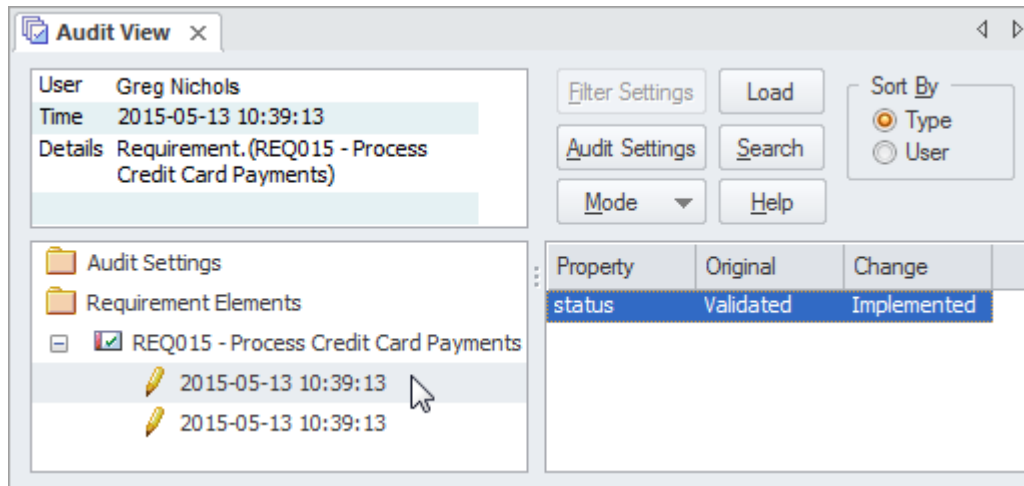 Audit View
User Greg Nichols
Time 2015-05-13 10:39:13
Details Requirement.(REQ015 - Process
Credit Card Payments)
Filter Settings Load
Audit Settings Search
Mode Help
Sort By
Type
User
Audit Settings
Requirement Elements
REQ015 - Process Credit Card Payments
2015-05-13 10:39:13
2015-05-13 10:39:13
Property Original Change
status Validated Implemented